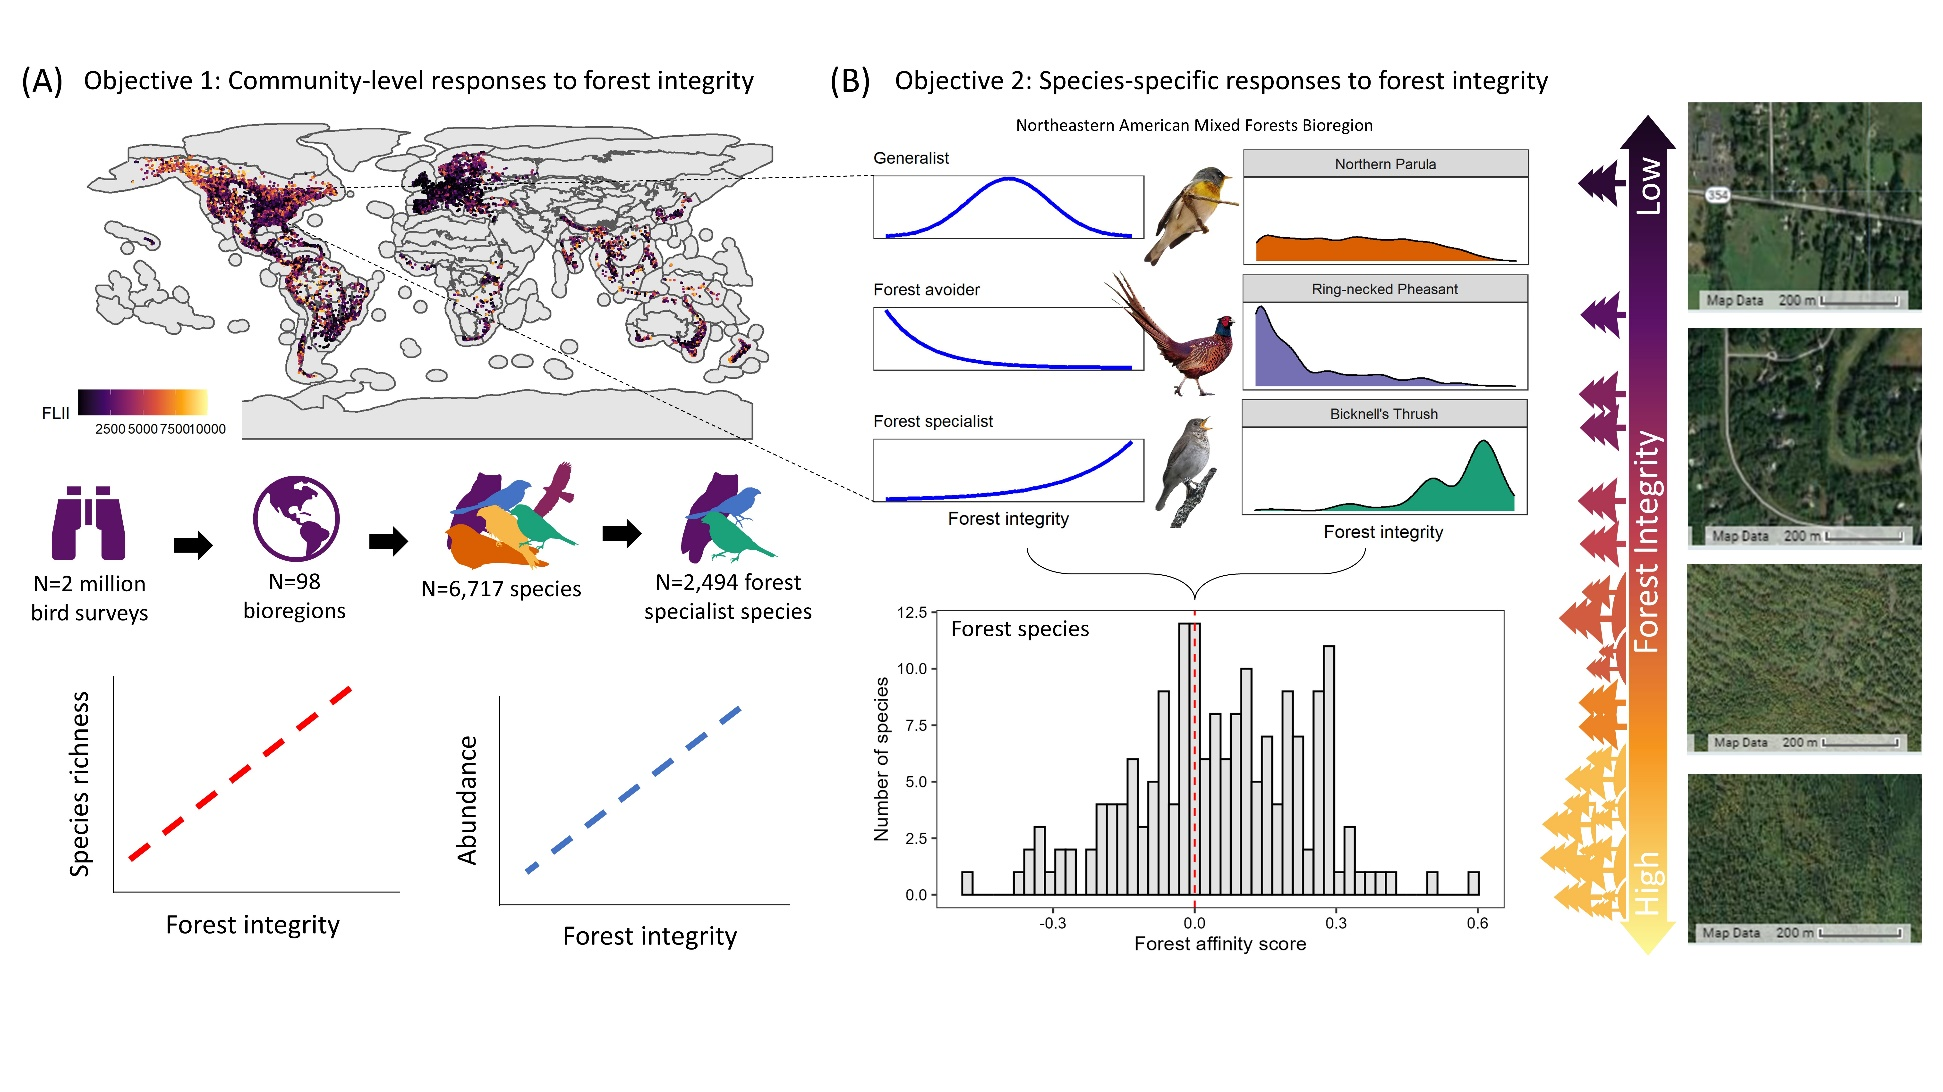 (A) Objective 1: Community-level responses to forest integrity
FLII
2500 5000 7500 10000
N=2 million
bird surveys
N=98
bioregions
N=6,717 species
N=2,494 forest
specialist species
Species richness
Forest integrity
Abundance
Forest integrity
(B) Objective 2: Species-specific responses to forest integrity
Northeastern American Mixed Forests Bioregion
Generalist
Northern Parula
Forest avoider
Ring-necked Pheasant
Forest specialist
Bicknell's Thrush
Forest integrity
Forest integrity
Forest species
Number of species
12.5
10.0
7.5
5.0
2.5
0.0
-0.3
0.0
0.3
0.6
Forest affinity score
Low
Forest Integrity
High
354
Map Data 200 m
Map Data 200 m
Map Data 200 m
Map Data 200 m